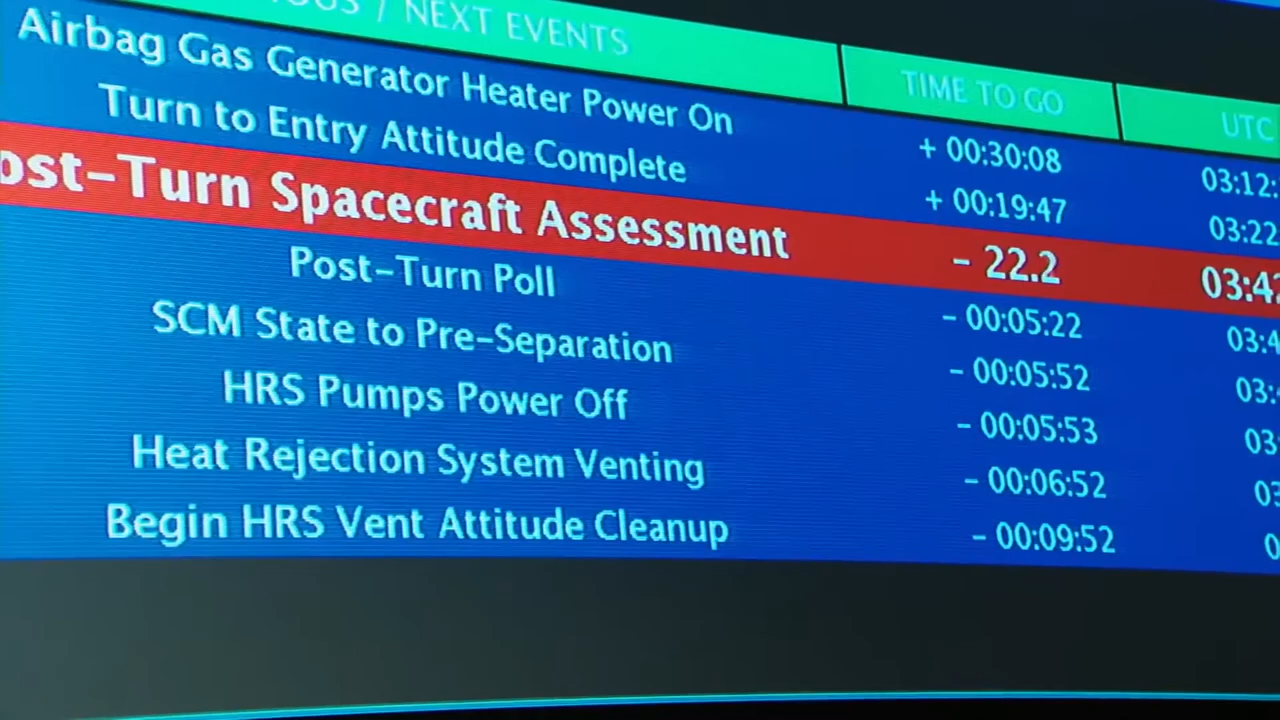 / NEXT EVENTS TIME TO GO UTC
Airbag Gas Generator Heater Power On + 00:30:08 03:12:
Turn to Entry Attitude Complete + 00:19:47 03:22
ost-Turn Spacecraft Assessment - 22.2 03:42
Post-Turn Poll - 00:05:22 03:4
SCM State to Pre-Separation - 00:05:52 03:
HRS Pumps Power Off - 00:05:53 03
Heat Rejection System Venting - 00:06:52 03
Begin HRS Vent Attitude Cleanup - 00:09:52 0